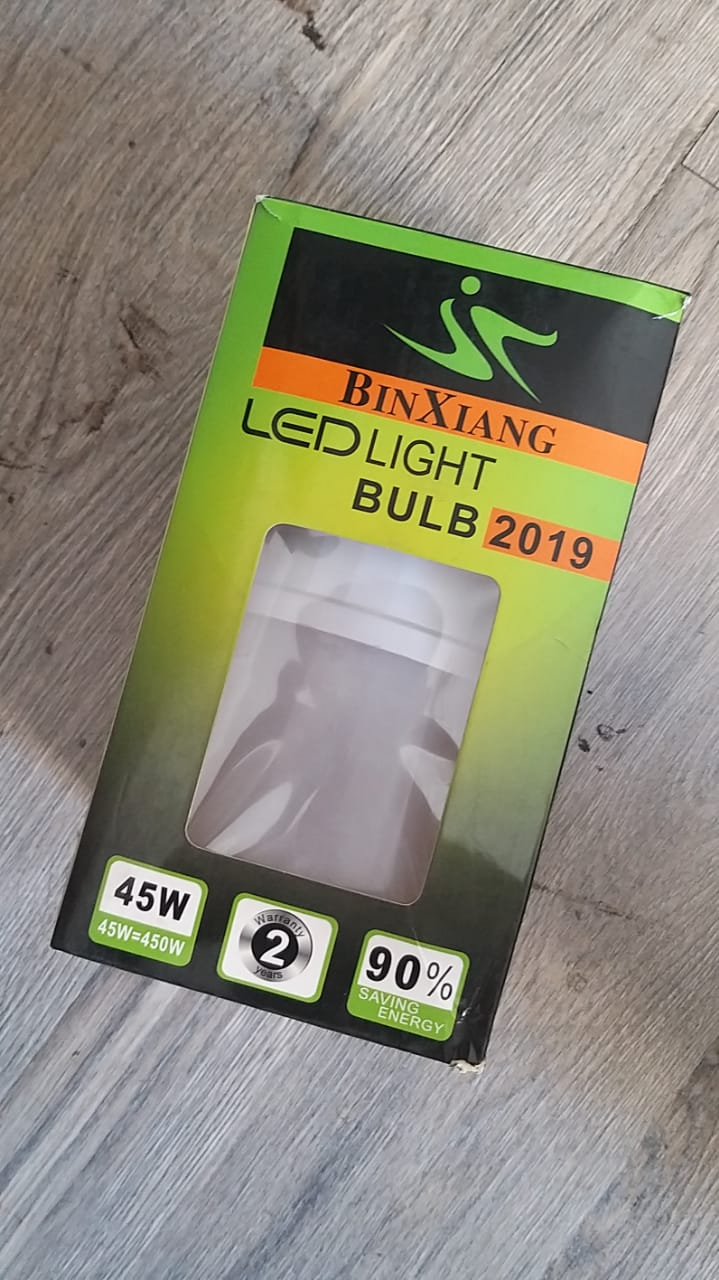 BINXIANG
LED LIGHT
BULB 2019
45W
45W=450W
Warranty
2
years
90%
SAVING
ENERGY